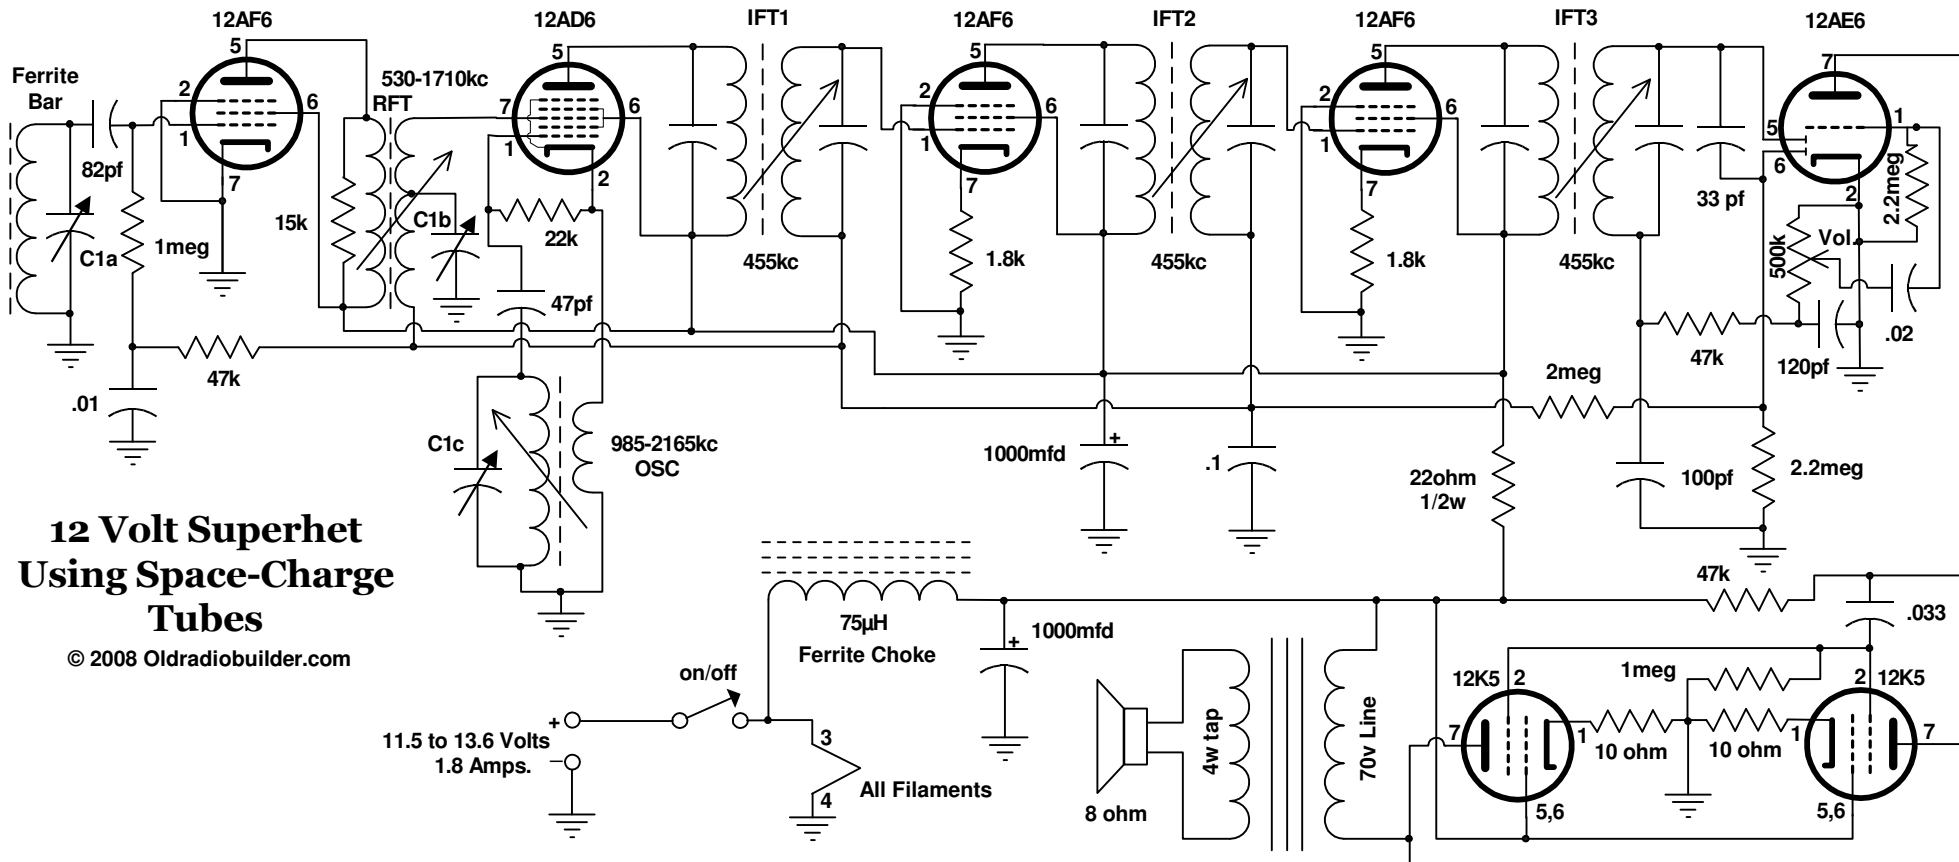 12AF6
12AD6
IFT1
12AF6
IFT2
12AF6
IFT3
12AE6
5
5
5
5
7
Ferrite
Bar
530-1710kc
RFT
2
6
1
7
6
1
2
6
1
2
6
1
1
5
6
82pf
7
2
7
7
2
2.2meg
33 pf
C1a
1meg
15k
C1b
22k
1.8k
1.8k
500k
Vol.
455kc
455kc
455kc
47pf
.02
47k
47k
120pf
2meg
.01
C1c
985-2165kc
OSC
1000mfd
+
.1
22ohm
1/2w
100pf
2.2meg
12 Volt Superhet
Using Space-Charge
Tubes
© 2008 Oldradiobuilder.com
47k
75µH
Ferrite Choke
+
1000mfd
.033
on/off
12K5
2
1meg
2
12K5
+
11.5 to 13.6 Volts
–
1.8 Amps.
3
4
All Filaments
4w tap
70v Line
7
1
10 ohm
10 ohm
1
7
8 ohm
5,6
5,6